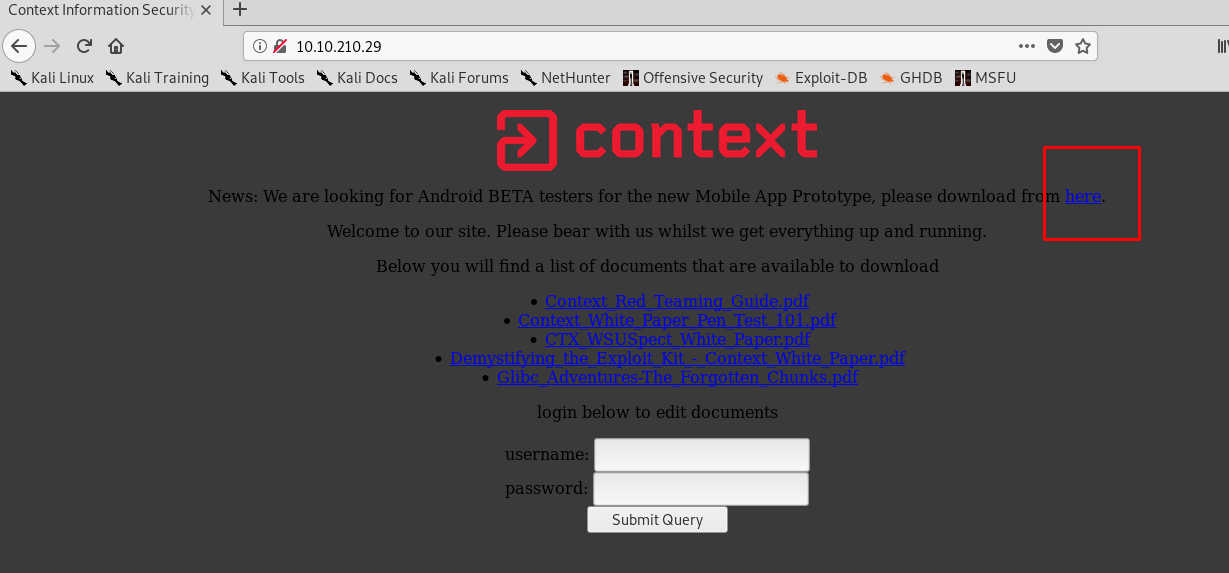 Context Information Security
10.10.210.29
Kali Linux Kali Training Kali Tools Kali Docs Kali Forums NetHunter Offensive Security Exploit-DB GHDB MSFU
context
News: We are looking for Android BETA testers for the new Mobile App Prototype, please download from here.
Welcome to our site. Please bear with us whilst we get everything up and running.
Below you will find a list of documents that are available to download
Context_Red_Teaming_Guide.pdf
Context_White_Paper_Pen_Test_101.pdf
CTX_WSUSpect_White_Paper.pdf
Demystifying_the_Exploit_Kit_-_Context_White_Paper.pdf
Glibc_Adventures-The_Forgotten_Chunks.pdf
login below to edit documents
username:
password:
Submit Query